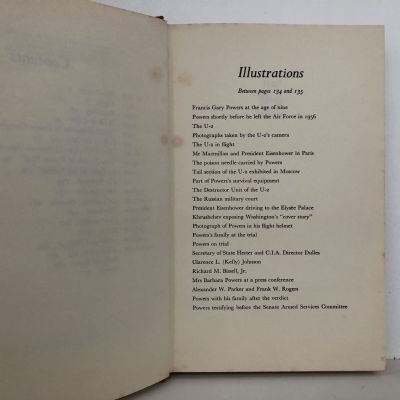 Illustrations
Between pages 134 and 135
Francis Gary Powers at the age of nine
Powers shortly before he left the Air Force in 1956
The U-2
Photographs taken by the U-2's camera
The U-2 in flight
Mr Macmillan and President Eisenhower in Paris
The poison needle carried by Powers
Tail section of the U-2 exhibited in Moscow
Part of Powers's survival equipment
The Destructor Unit of the U-2
The Russian military court
President Eisenhower driving to the Elysée Palace
Khrushchev exposing Washington's "cover story"
Photograph of Powers in his flight helmet
Powers's family at the trial
Powers on trial
Secretary of State Herter and C.I.A. Director Dulles
Clarence L. (Kelly) Johnson
Richard M. Bissell, Jr.
Mrs Barbara Powers at a press conference
Alexander W. Parker and Frank W. Rogers
Powers with his family after the verdict
Powers testifying before the Senate Armed Services Committee